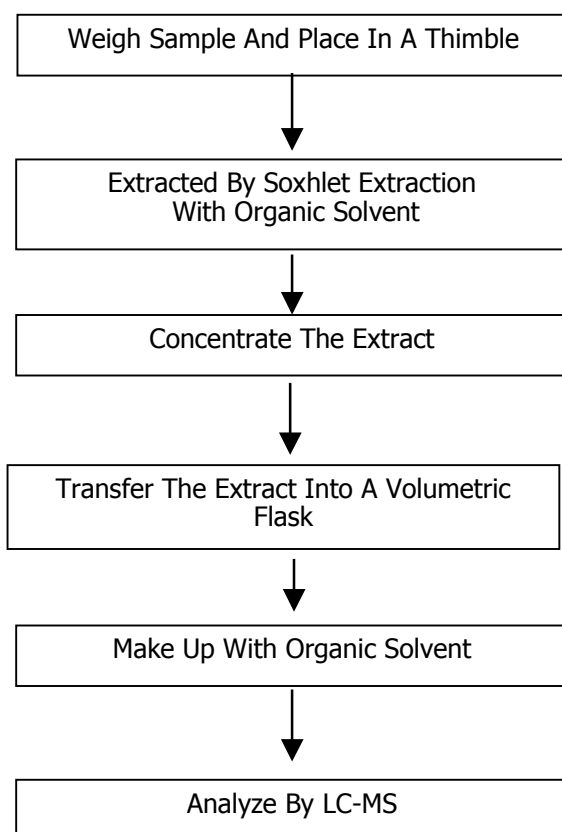 Weigh Sample And Place In A Thimble
Extracted By Soxhlet Extraction
With Organic Solvent
Concentrate The Extract
Transfer The Extract Into A Volumetric
Flask
Make Up With Organic Solvent
Analyze By LC-MS